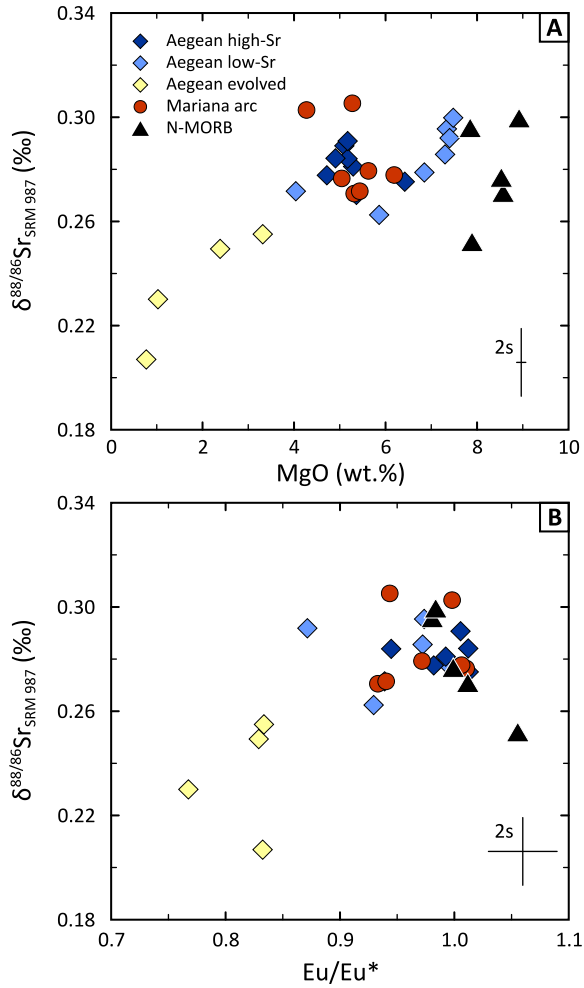 0.34
A
Aegean high-Sr
Aegean low-Sr
Aegean evolved
Mariana arc
N-MORB
0.30
0.26
0.22
0.18
δ88/86SrSRM 987 (‰)
2s
0 2 4 6 8 10
MgO (wt.%)
0.34
B
0.30
0.26
0.22
0.18
δ88/86SrSRM 987 (‰)
2s
0.7 0.8 0.9 1.0 1.1
Eu/Eu*